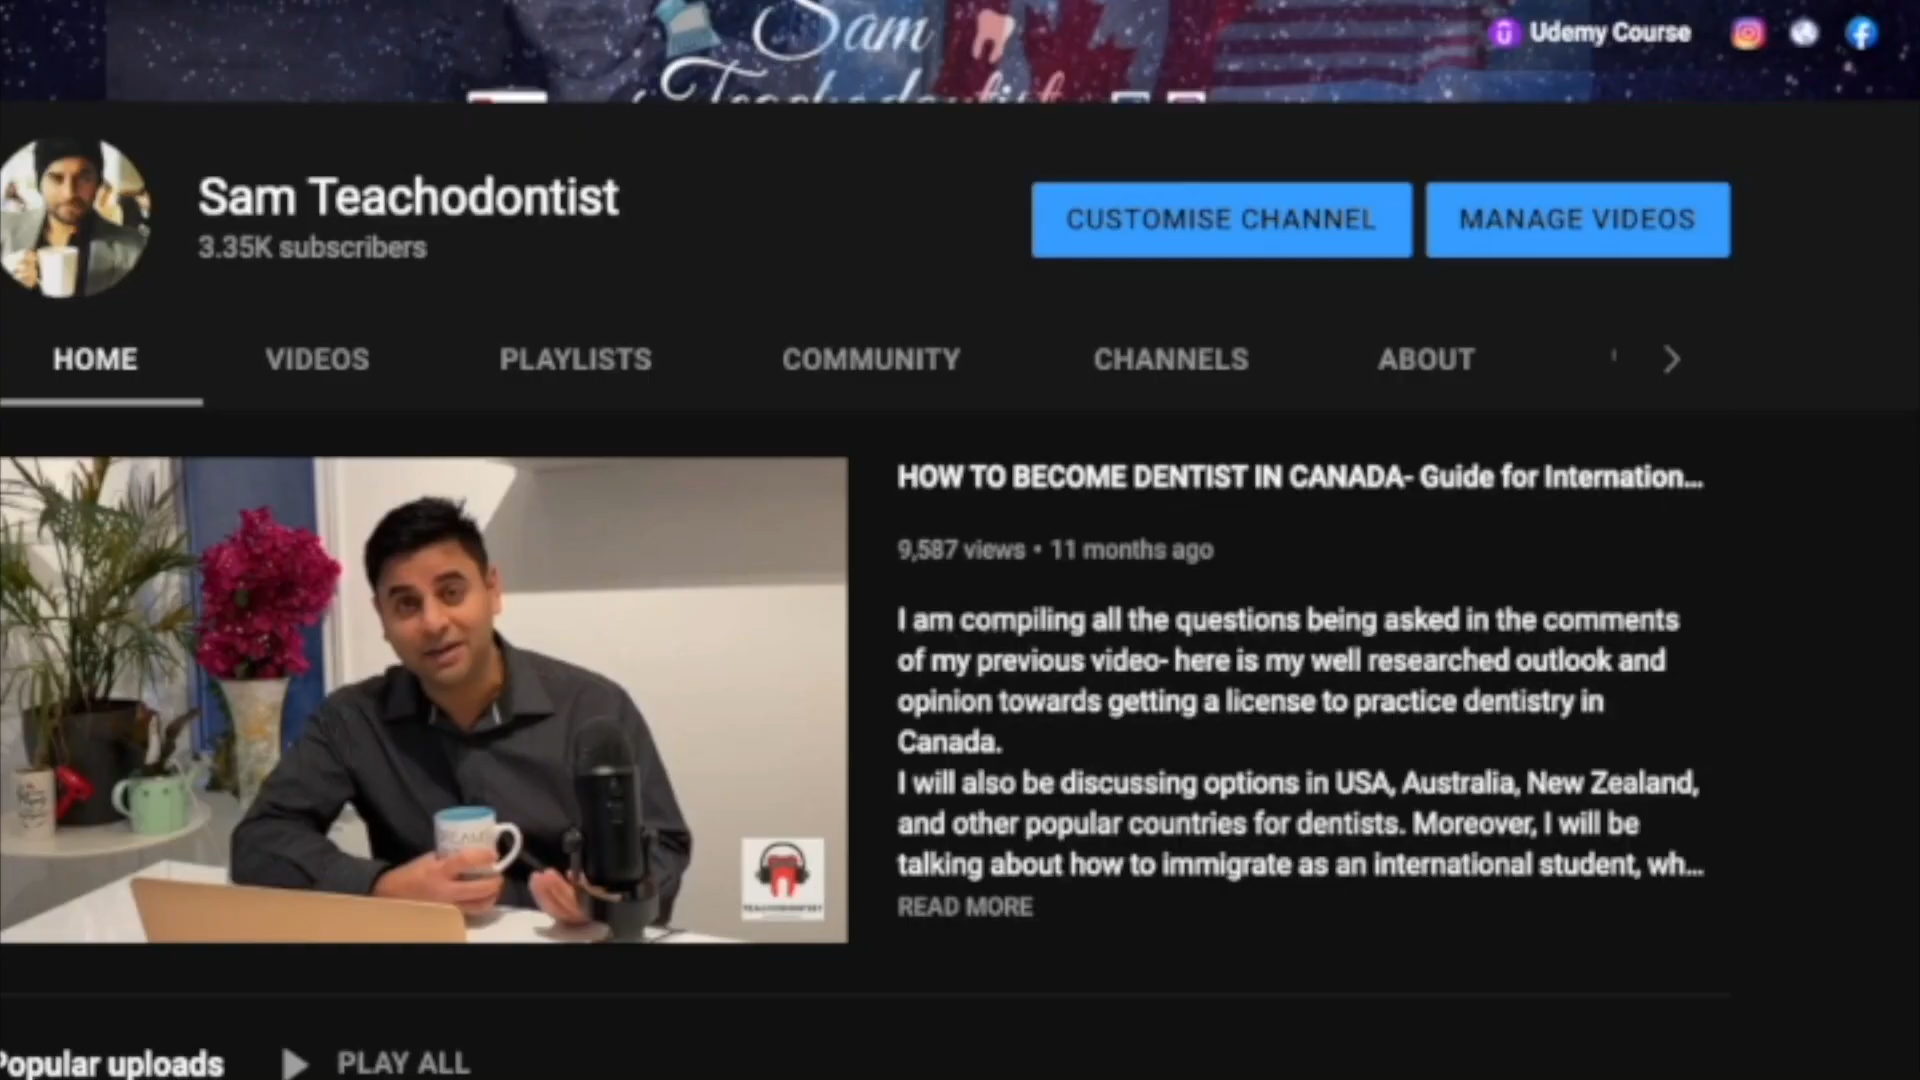 Sam
Teachodontist
Udemy Course
Sam Teachodontist
3.35K subscribers
CUSTOMISE CHANNEL
MANAGE VIDEOS
HOME
VIDEOS
PLAYLISTS
COMMUNITY
CHANNELS
ABOUT
HOW TO BECOME DENTIST IN CANADA- Guide for Internation...
9,587 views • 11 months ago
I am compiling all the questions being asked in the comments
of my previous video- here is my well researched outlook and
opinion towards getting a license to practice dentistry in
Canada.
I will also be discussing options in USA, Australia, New Zealand,
and other popular countries for dentists. Moreover, I will be
talking about how to immigrate as an international student, wh...
READ MORE
TEACHODONTIST
Popular uploads
PLAY ALL